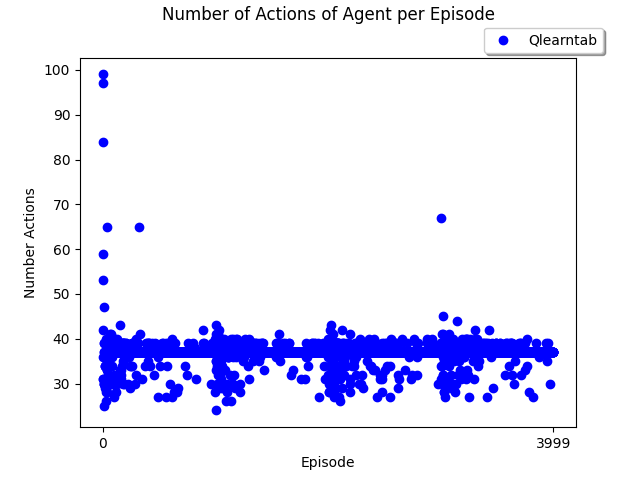 Number of Actions of Agent per Episode
Qlearntab
100
90
80
70
60
50
40
30
Number Actions
0 3999
Episode